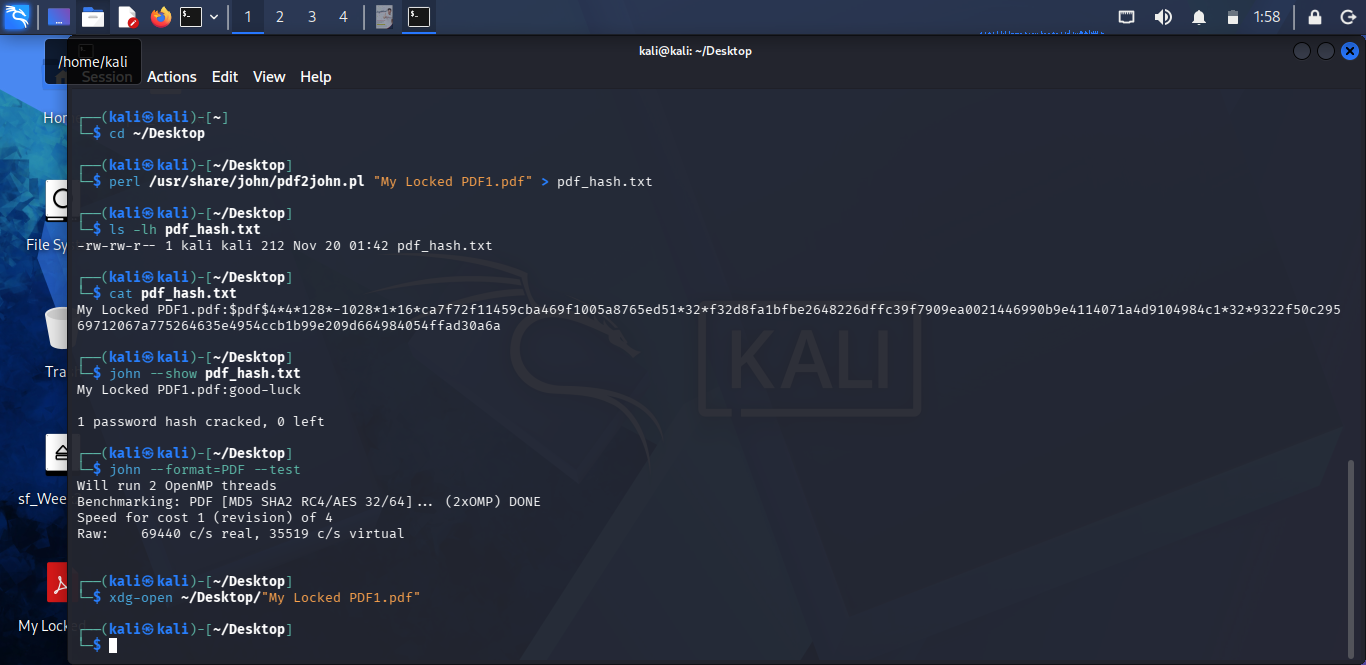 1 2 3 4 1:58
kali@kali: ~/Desktop
/home/kali
Session Actions Edit View Help
┌──(kali㉿kali)-[~]
└─$ cd ~/Desktop
┌──(kali㉿kali)-[~/Desktop]
└─$ perl /usr/share/john/pdf2john.pl "My Locked PDF1.pdf" > pdf_hash.txt
┌──(kali㉿kali)-[~/Desktop]
└─$ ls -lh pdf_hash.txt
-rw-rw-r-- 1 kali kali 212 Nov 20 01:42 pdf_hash.txt
┌──(kali㉿kali)-[~/Desktop]
└─$ cat pdf_hash.txt
My Locked PDF1.pdf:$pdf$4*4*128*-1028*1*16*ca7f72f11459cba469f1005a8765ed51*32*f32d8fa1bfbe2648226dffc39f7909ea0021446990b9e4114071a4d9104984c1*32*9322f50c295
69712067a775264635e4954ccb1b99e209d664984054ffad30a6a
┌──(kali㉿kali)-[~/Desktop]
└─$ john --show pdf_hash.txt
My Locked PDF1.pdf:good-luck
1 password hash cracked, 0 left
┌──(kali㉿kali)-[~/Desktop]
└─$ john --format=PDF --test
Will run 2 OpenMP threads
Benchmarking: PDF [MD5 SHA2 RC4/AES 32/64]... (2xOMP) DONE
Speed for cost 1 (revision) of 4
Raw: 69440 c/s real, 35519 c/s virtual
┌──(kali㉿kali)-[~/Desktop]
└─$ xdg-open ~/Desktop/"My Locked PDF1.pdf"
┌──(kali㉿kali)-[~/Desktop]
└─$
KALI
Hor
File Sy
Tra
sf_Wee
My Lock